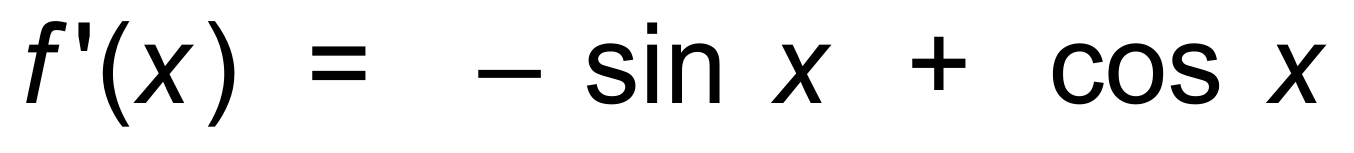 f'(x) = – sin x + cos x